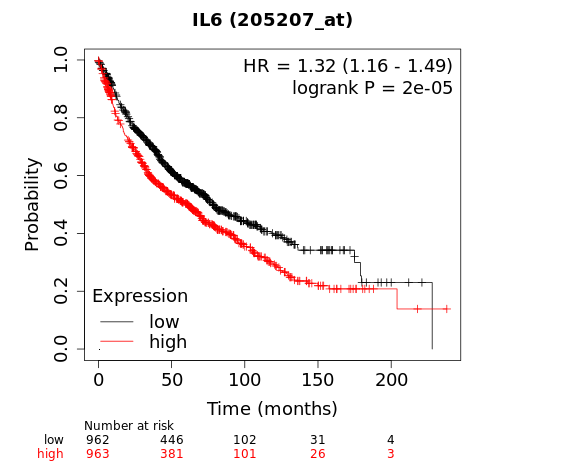 IL6 (205207_at)
HR = 1.32 (1.16 - 1.49)
logrank P = 2e-05
Probability
1.0
0.8
0.6
0.4
0.2
0.0
Expression
low
high
0 50 100 150 200
Time (months)
Number at risk
low 962 446 102 31 4
high 963 381 101 26 3